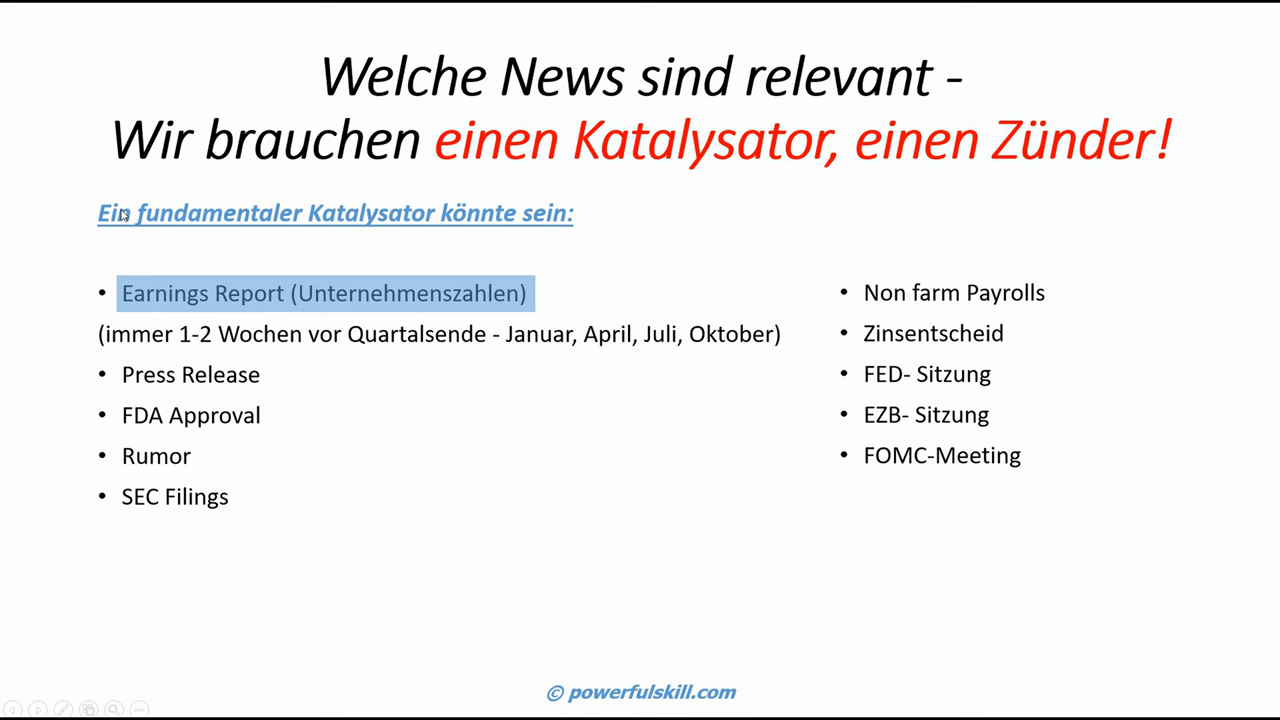 Welche News sind relevant -
Wir brauchen einen Katalysator, einen Zünder!
Ein fundamentaler Katalysator könnte sein:
• Earnings Report (Unternehmenszahlen)
(immer 1-2 Wochen vor Quartalsende - Januar, April, Juli, Oktober)
• Press Release
• FDA Approval
• Rumor
• SEC Filings
• Non farm Payrolls
• Zinsentscheid
• FED- Sitzung
• EZB- Sitzung
• FOMC-Meeting
© powerfulskill.com